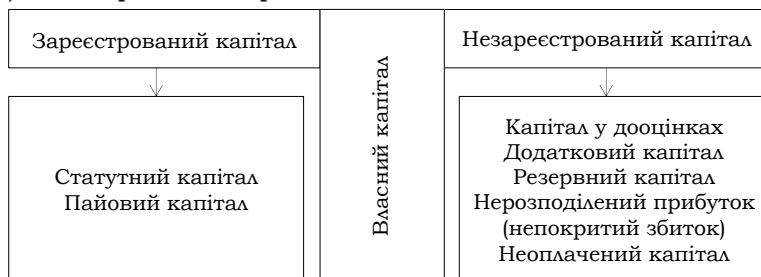 Зареєстрований капітал
Власний капітал
Незареєстрований капітал
Статутний капітал
Пайовий капітал
Капітал у дооцінках
Додатковий капітал
Резервний капітал
Нерозподілений прибуток
(непокритий збиток)
Неоплачений капітал